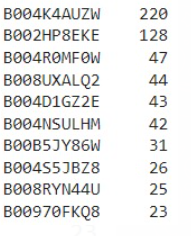 B004K4AUZW 220
B002HP8EKE 128
B004R0MF0W 47
B008UXALQ2 44
B004D1GZ2E 43
B004NSULHM 42
B00B5JY86W 31
B004S5JBZ8 26
B008RYN44U 25
B00970FKQ8 23